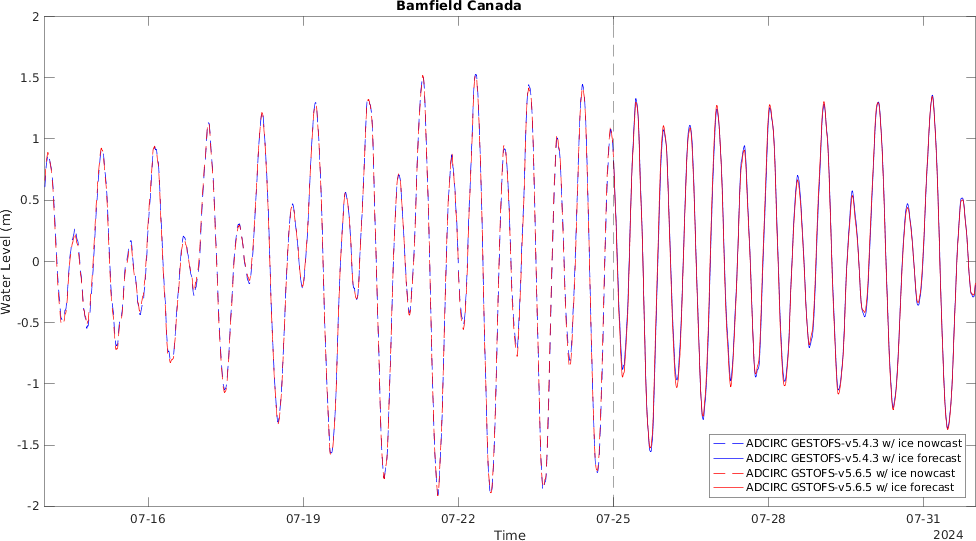 Bamfield Canada
2
1.5
1
0.5
0
-0.5
-1
-1.5
-2
Water Level (m)
ADCIRC GESTOFS-v5.4.3 w/ ice nowcast
ADCIRC GESTOFS-v5.4.3 w/ ice forecast
ADCIRC GSTOFS-v5.6.5 w/ ice nowcast
ADCIRC GSTOFS-v5.6.5 w/ ice forecast
07-16 07-19 07-22 07-25 07-28 07-31
Time
2024